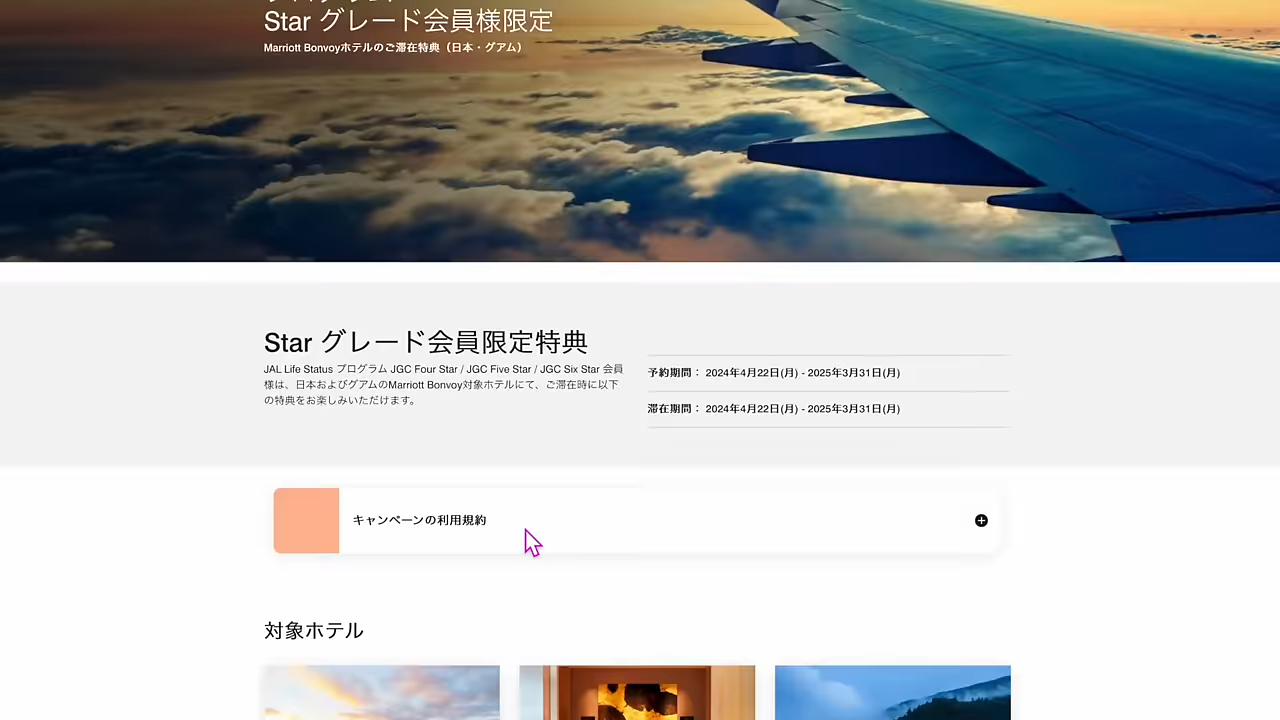 Star グレード会員様限定
Marriott Bonvoyホテルのご滞在特典（日本・グアム）
Star グレード会員限定特典
JAL Life Status プログラム JGC Four Star / JGC Five Star / JGC Six Star 会員
様は、日本およびグアムのMarriott Bonvoy対象ホテルにて、ご滞在時に以下
の特典をお楽しみいただけます。
予約期間： 2024年4月22日(月) - 2025年3月31日(月)
滞在期間： 2024年4月22日(月) - 2025年3月31日(月)
キャンペーンの利用規約
対象ホテル